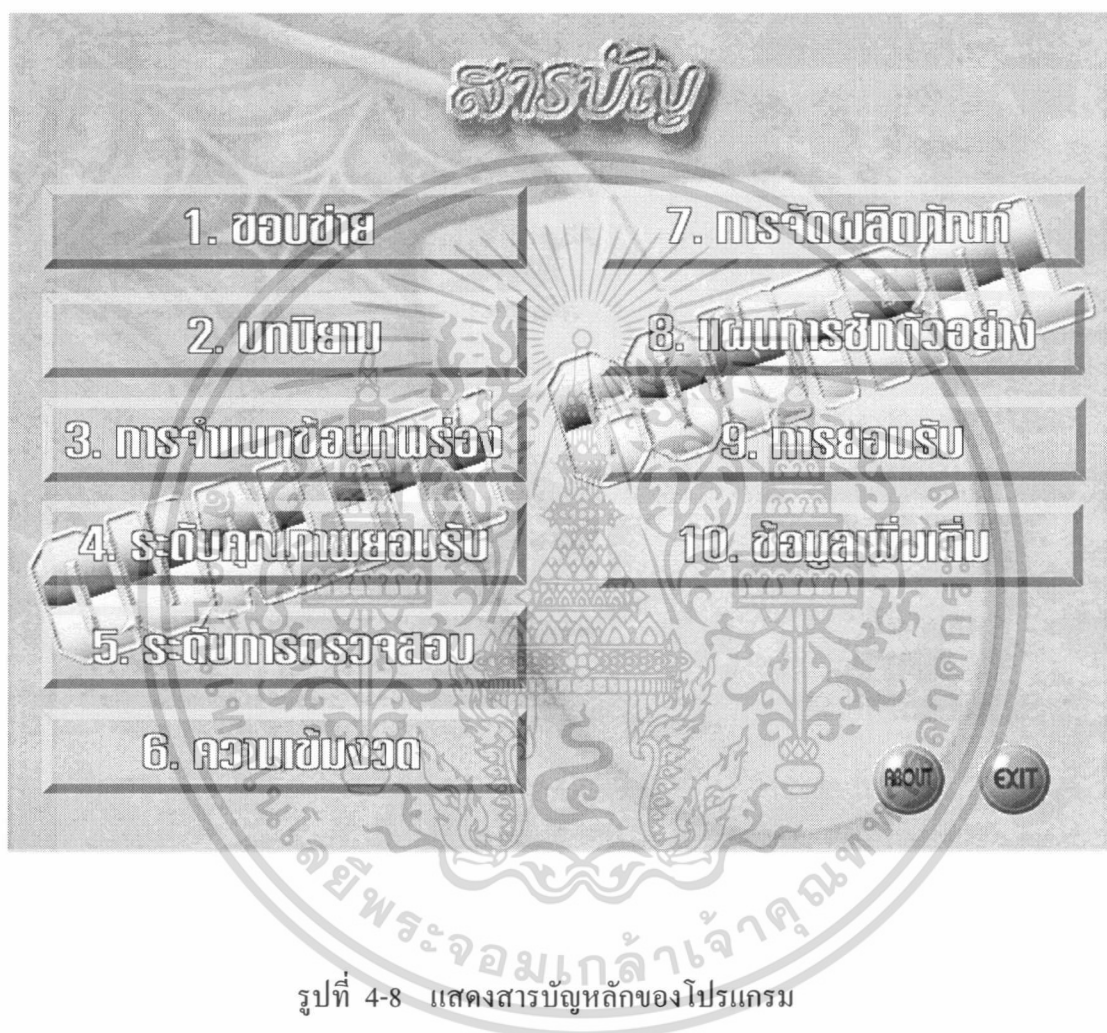 สารบัญ
1. ขอบข่าย
2. บทนิยาม
3. การจำแนกข้อบกพร่อง
4. ระดับคุณภาพยอมรับ
5. ระดับการตรวจสอบ
6. ความเข้มงวด
7. การจัดผลิตภัณฑ์
8. แผนการชักตัวอย่าง
9. การยอมรับ
10. ข้อมูลเพิ่มเติม
ABOUT
EXIT
รูปที่ 4-8 แสดงสารบัญหลักของโปรแกรม